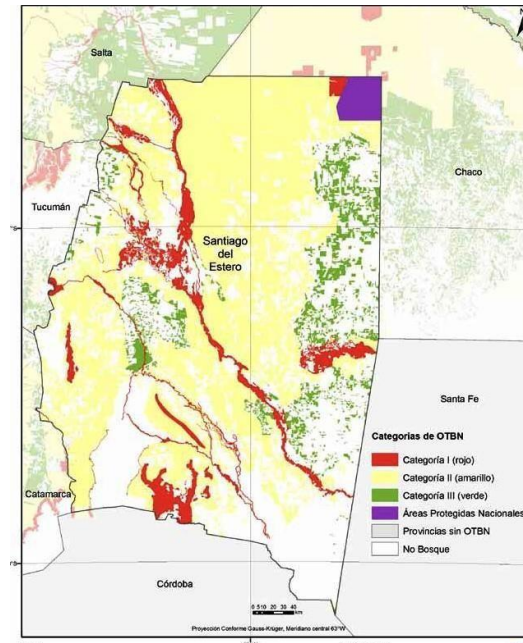 N
Salta
Chaco
Tucumán
Santiago
del
Estero
Santa Fe
Categorias de OTBN
Categoría I (rojo)
Categoría II (amarillo)
Categoría III (verde)
Áreas Protegidas Nacionales
Provincias sin OTBN
No Bosque
Catamarca
Córdoba
Proyección Conforme Gauss-Krüger, Meridiano central 63°W